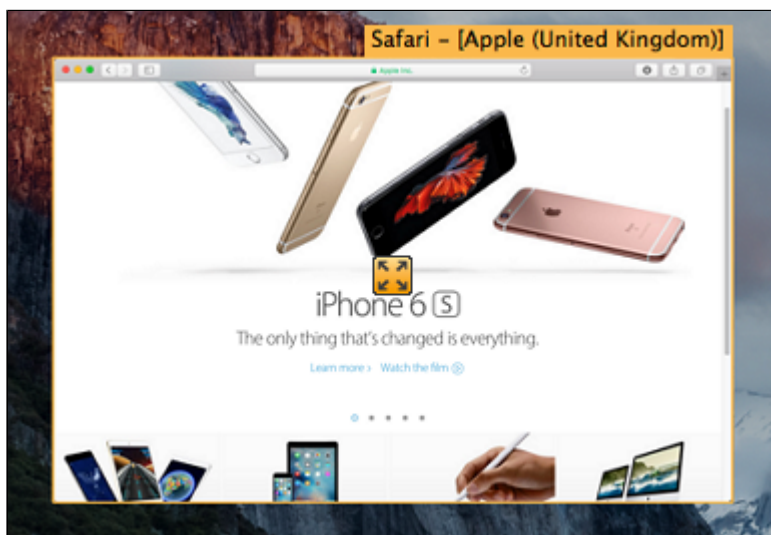 Safari – [Apple (United Kingdom)]
Apple Inc.
iPhone 6 S
The only thing that's changed is everything.
Learn more › Watch the film